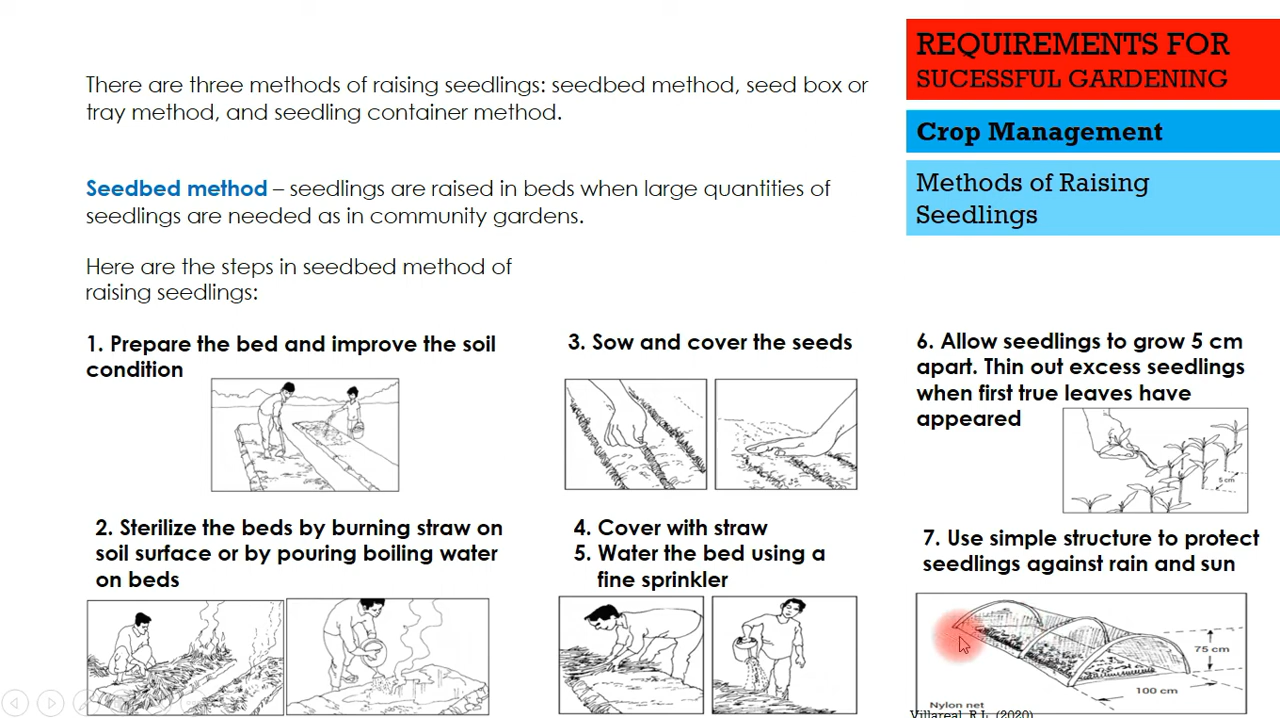 REQUIREMENTS FOR
SUCESSFUL GARDENING
Crop Management
Methods of Raising
Seedlings
There are three methods of raising seedlings: seedbed method, seed box or
tray method, and seedling container method.
Seedbed method – seedlings are raised in beds when large quantities of
seedlings are needed as in community gardens.
Here are the steps in seedbed method of
raising seedlings:
1. Prepare the bed and improve the soil
condition
2. Sterilize the beds by burning straw on
soil surface or by pouring boiling water
on beds
3. Sow and cover the seeds
4. Cover with straw
5. Water the bed using a
fine sprinkler
6. Allow seedlings to grow 5 cm
apart. Thin out excess seedlings
when first true leaves have
appeared
5 cm
7. Use simple structure to protect
seedlings against rain and sun
75 cm
100 cm
Nylon net
Villareal, R.L. (2020)